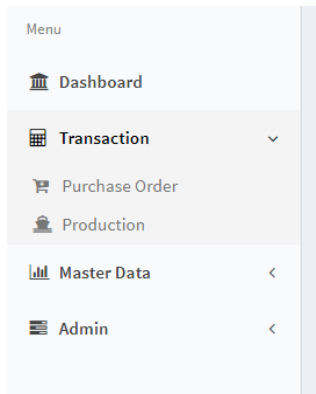 Menu
Dashboard
Transaction
Purchase Order
Production
Master Data
Admin